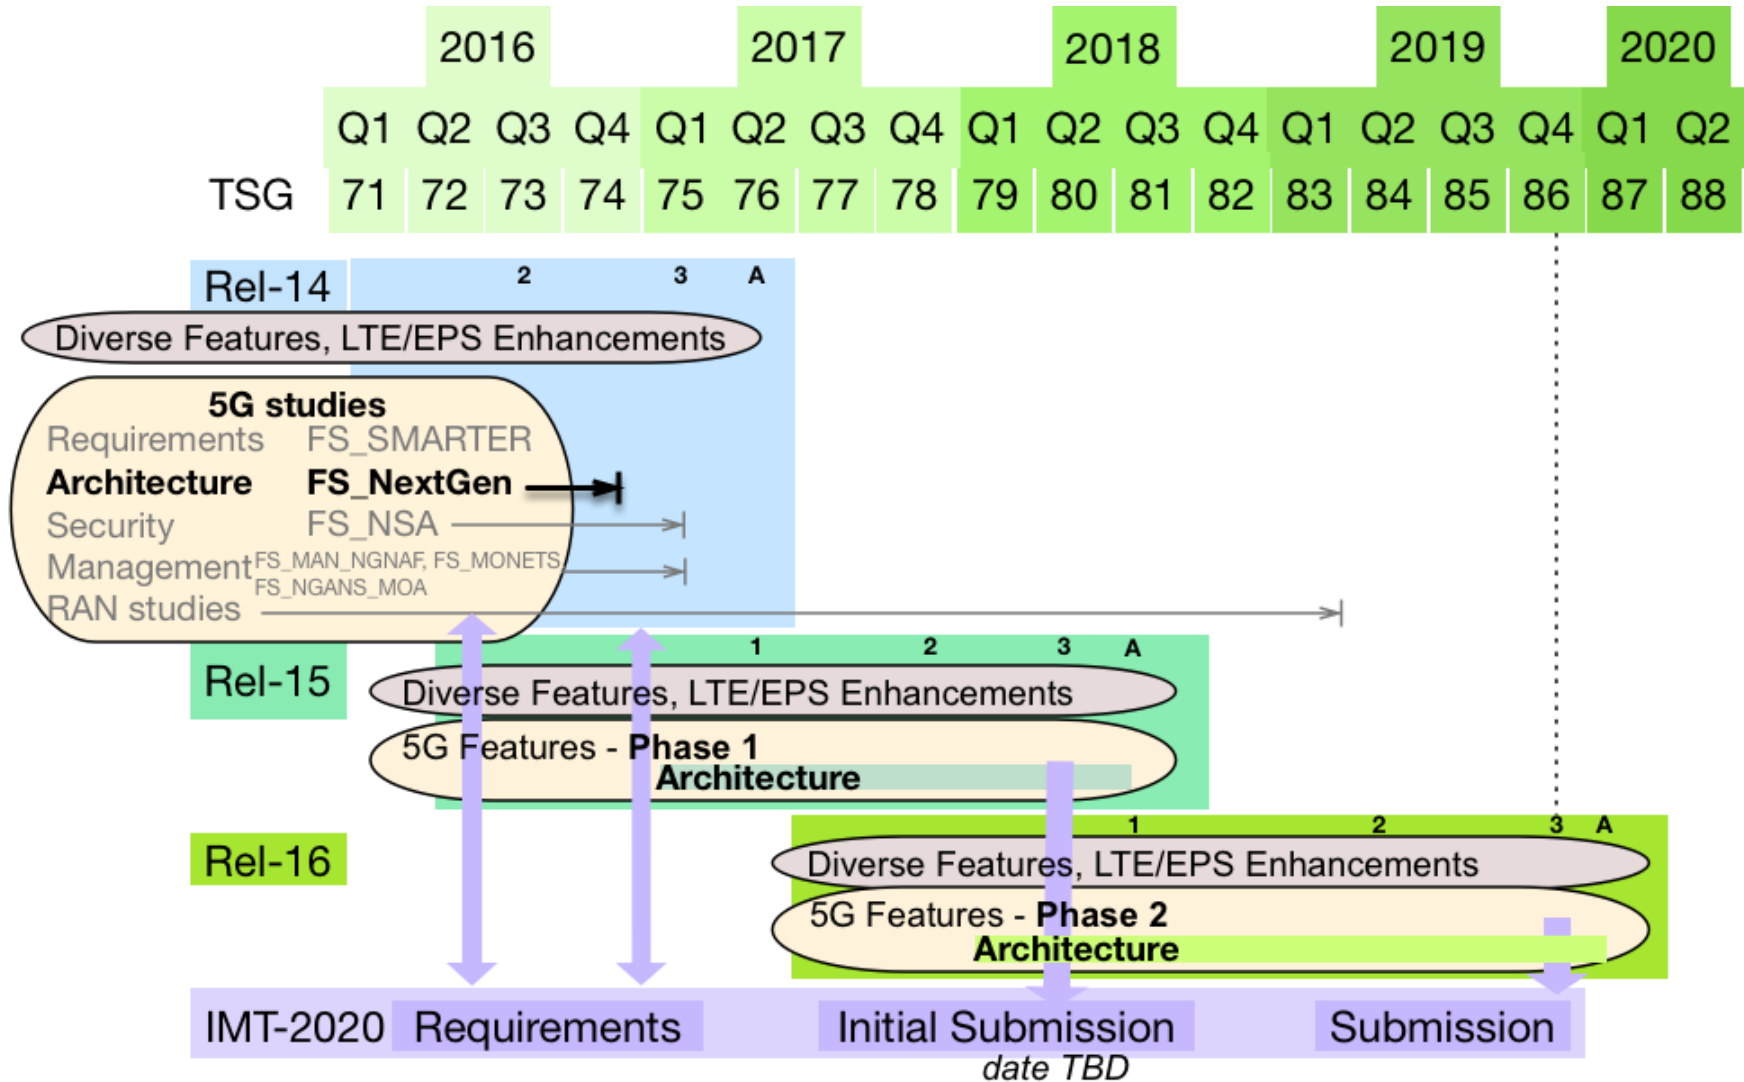 2016 2017 2018 2019 2020
Q1 Q2 Q3 Q4 Q1 Q2 Q3 Q4 Q1 Q2 Q3 Q4 Q1 Q2 Q3 Q4 Q1 Q2
TSG 71 72 73 74 75 76 77 78 79 80 81 82 83 84 85 86 87 88
Rel-14 2 3 A
Diverse Features, LTE/EPS Enhancements
5G studies
Requirements FS_SMARTER
Architecture FS_NextGen
Security FS_NSA
Management FS_MAN_NGNAF, FS_MONETS,
FS_NGANS_MOA
RAN studies
1 2 3 A
Rel-15
Diverse Features, LTE/EPS Enhancements
5G Features - Phase 1
Architecture
1 2 3 A
Rel-16
Diverse Features, LTE/EPS Enhancements
5G Features - Phase 2
Architecture
IMT-2020 Requirements Initial Submission Submission
date TBD